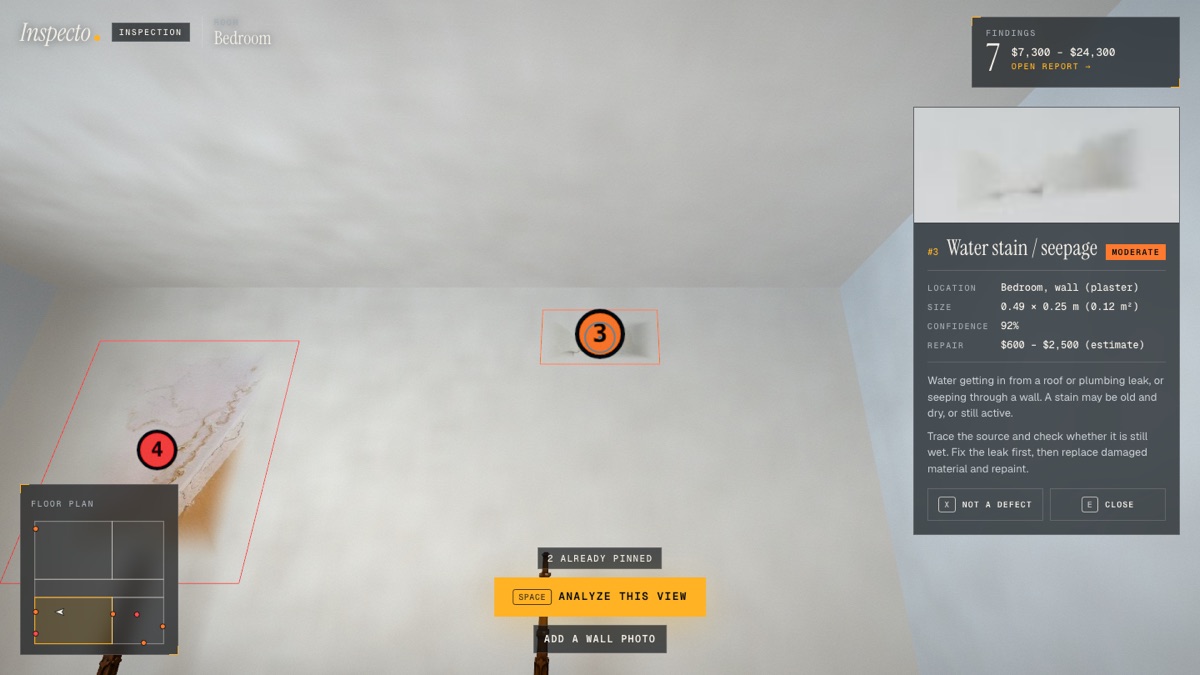 Inspecto.
INSPECTION
ROOM
Bedroom
FINDINGS
7
$7,300 – $24,300
OPEN REPORT →
#3 Water stain / seepage MODERATE
LOCATION Bedroom, wall (plaster)
SIZE 0.49 × 0.25 m (0.12 m²)
CONFIDENCE 92%
REPAIR $600 – $2,500 (estimate)
Water getting in from a roof or plumbing leak, or
seeping through a wall. A stain may be old and
dry, or still active.
Trace the source and check whether it is still
wet. Fix the leak first, then replace damaged
material and repaint.
X NOT A DEFECT
E CLOSE
3
4
FLOOR PLAN
2 ALREADY PINNED
SPACE ANALYZE THIS VIEW
ADD A WALL PHOTO